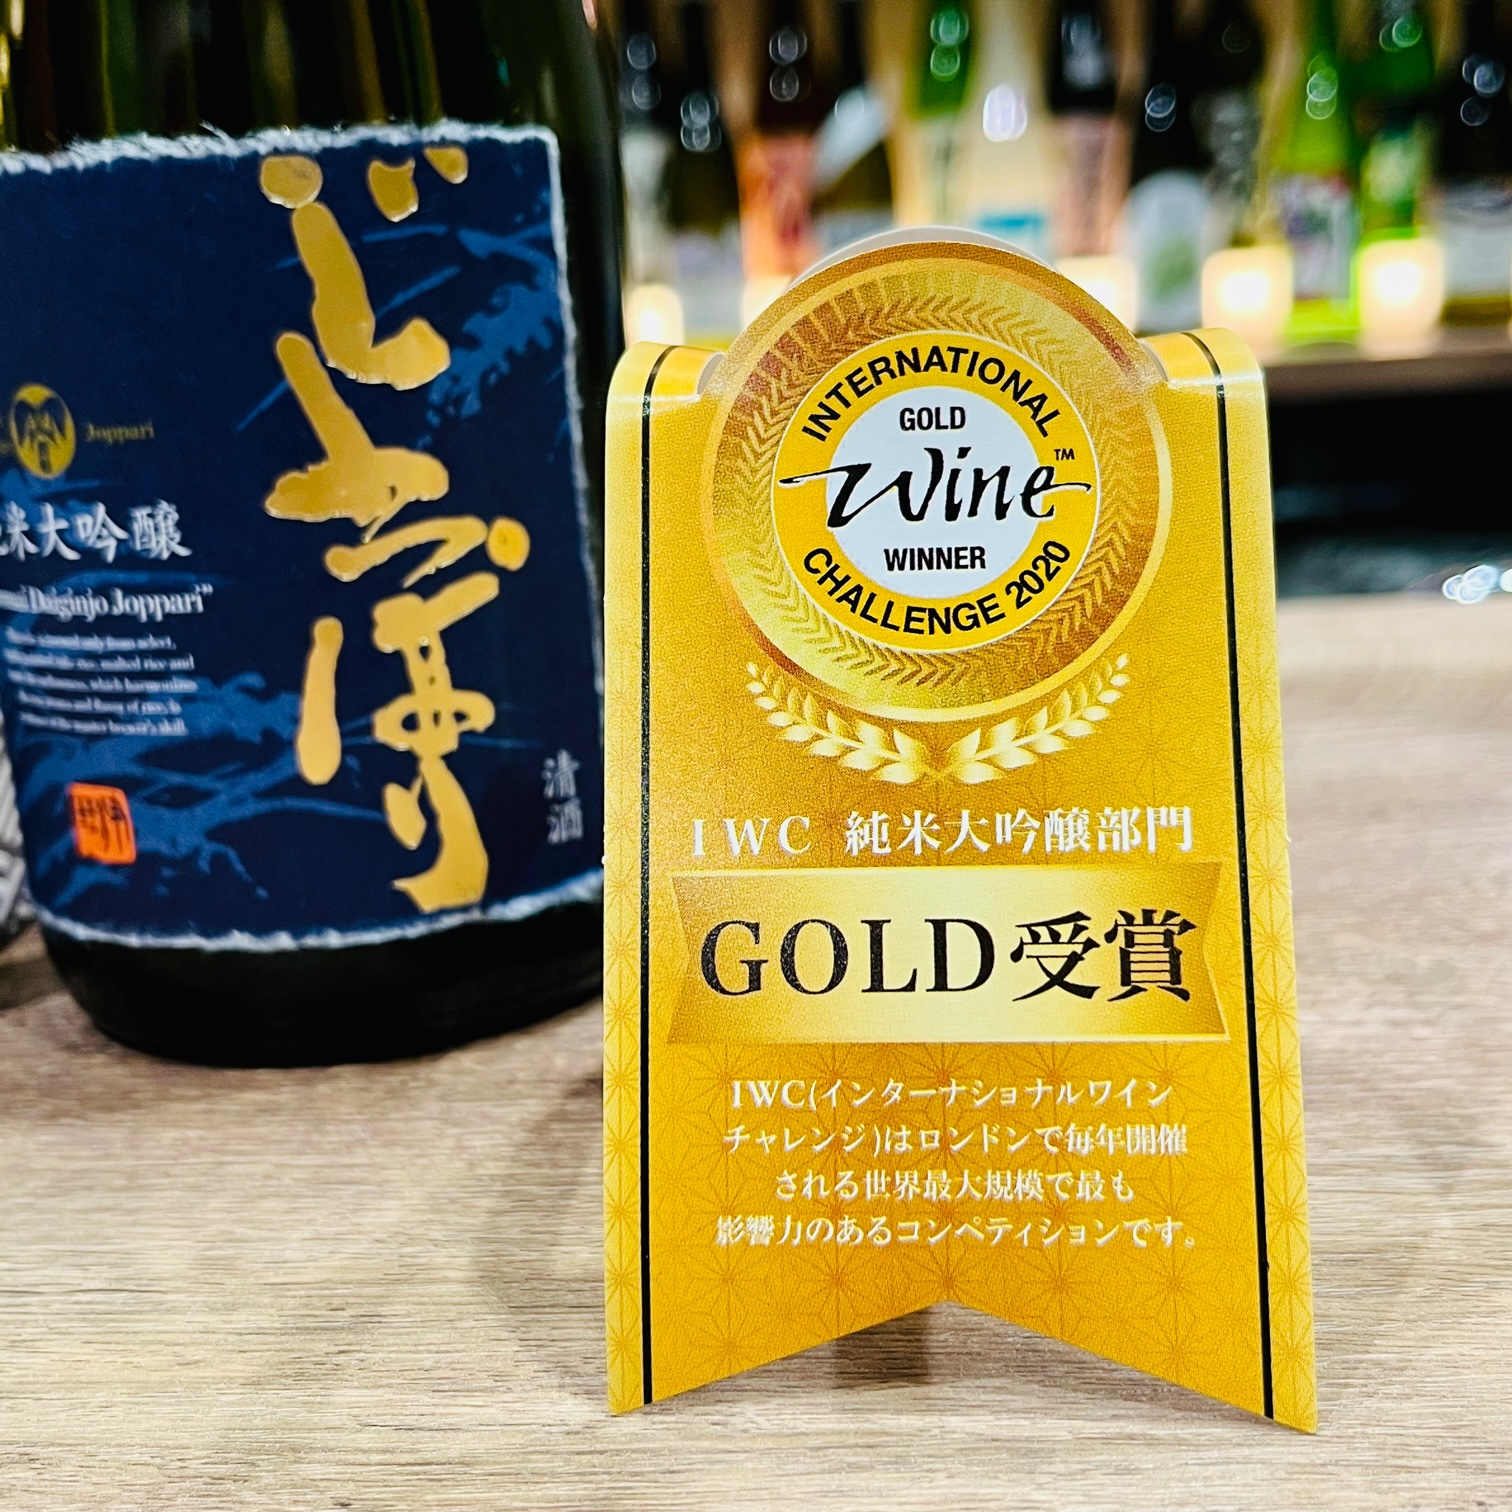 じょっぱり
Joppari
米大吟醸
Daiginjo Joppari"
清酒
INTERNATIONAL
GOLD
Wine™
WINNER
CHALLENGE 2020
IWC 純米大吟醸部門
GOLD受賞
IWC(インターナショナルワイン
チャレンジ)はロンドンで毎年開催
される世界最大規模で最も
影響力のあるコンペティションです。